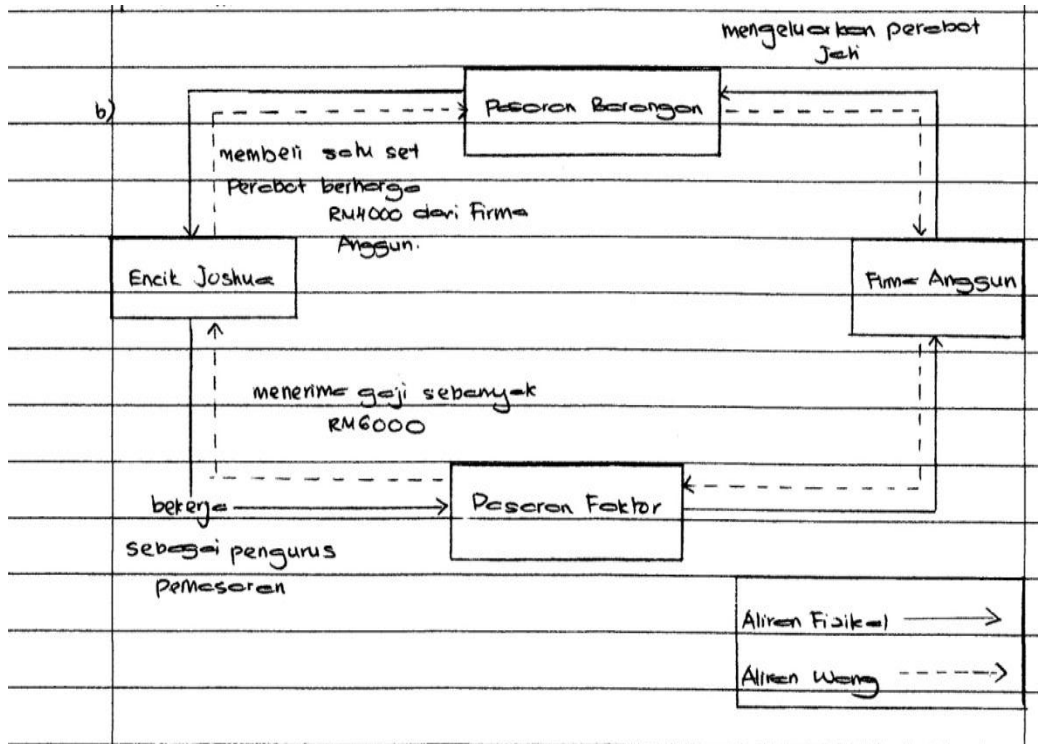 mengeluarkan perabot
Jati
b)
Pasaran Barangan
memberi satu set
perabot berharga
RM4000 dari Firma
Anggun.
Encik Joshua
Firma Anggun
menerima gaji sebanyak
RM6000
Pasaran Faktor
bekerja
sebagai pengurus
pemasaran
Aliran Fizikal
Aliran Wang